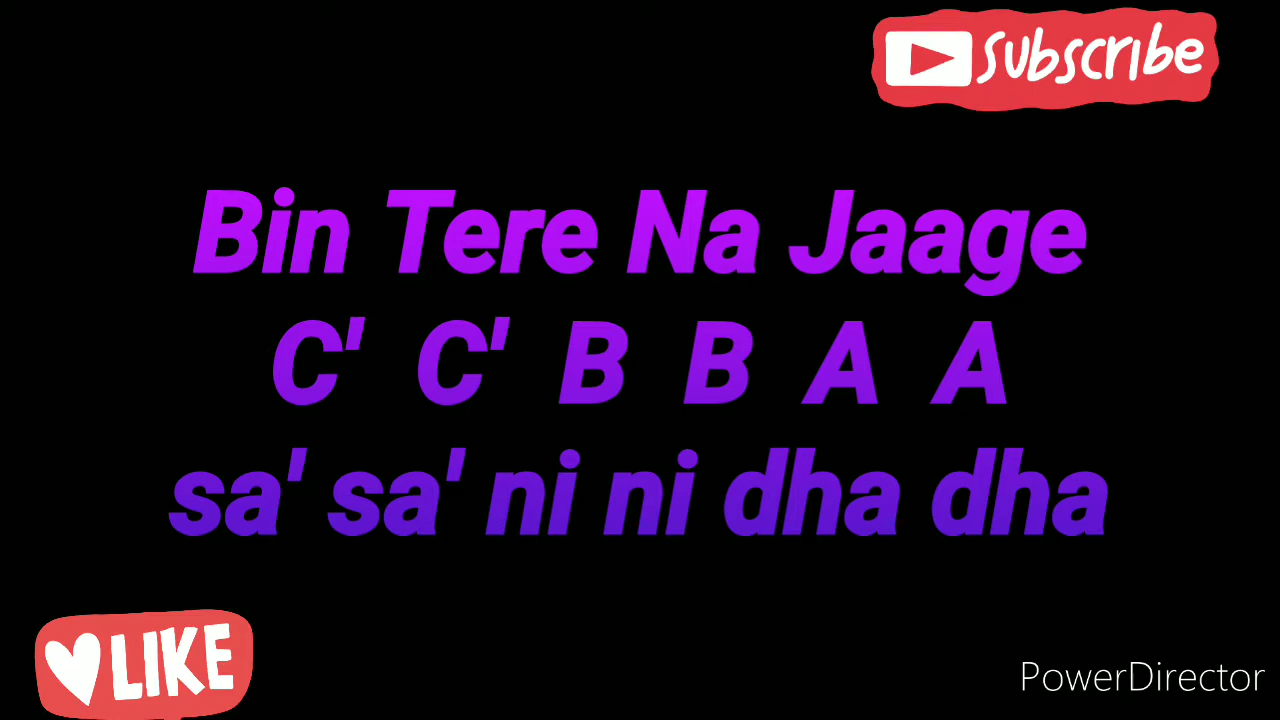 Subscribe
Bin Tere Na Jaage
C' C' B B A A
sa' sa' ni ni dha dha
LIKE
PowerDirector